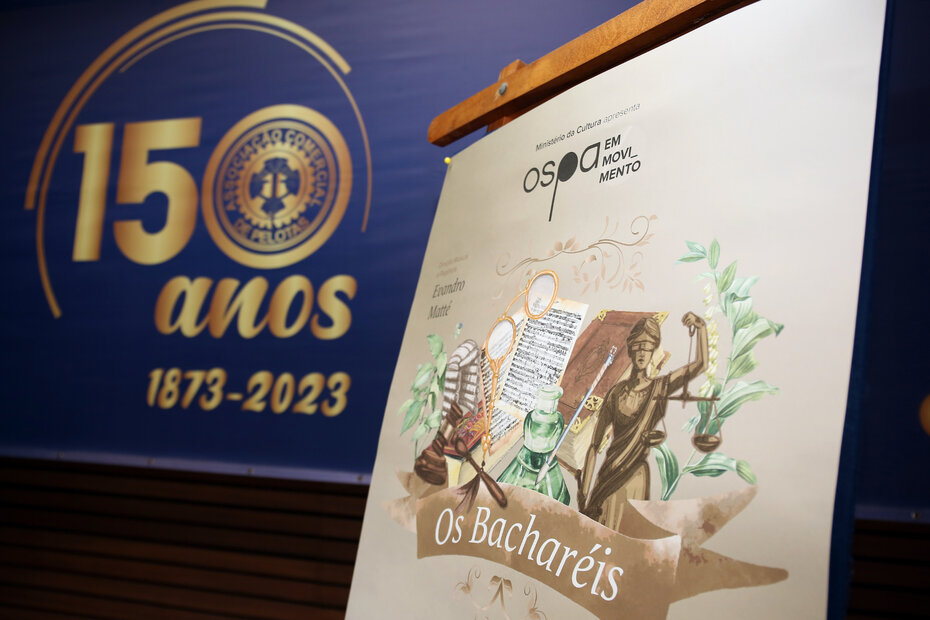 150
ASSOCIAÇÃO COMERCIAL
DE PELOTAS
anos
1873-2023
Ministério da Cultura apresenta
ospa
EM
MOVI_
MENTO
Evandro
Matté
Os Bacharéis